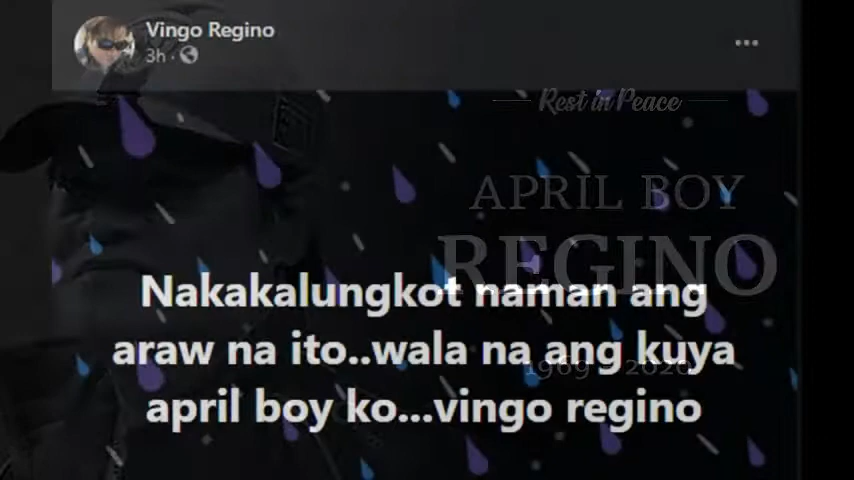 Vingo Regino
3h
Rest in Peace
APRIL BOY
REGINO
1969 - 2020
Nakakalungkot naman ang
araw na ito..wala na ang kuya
april boy ko...vingo regino